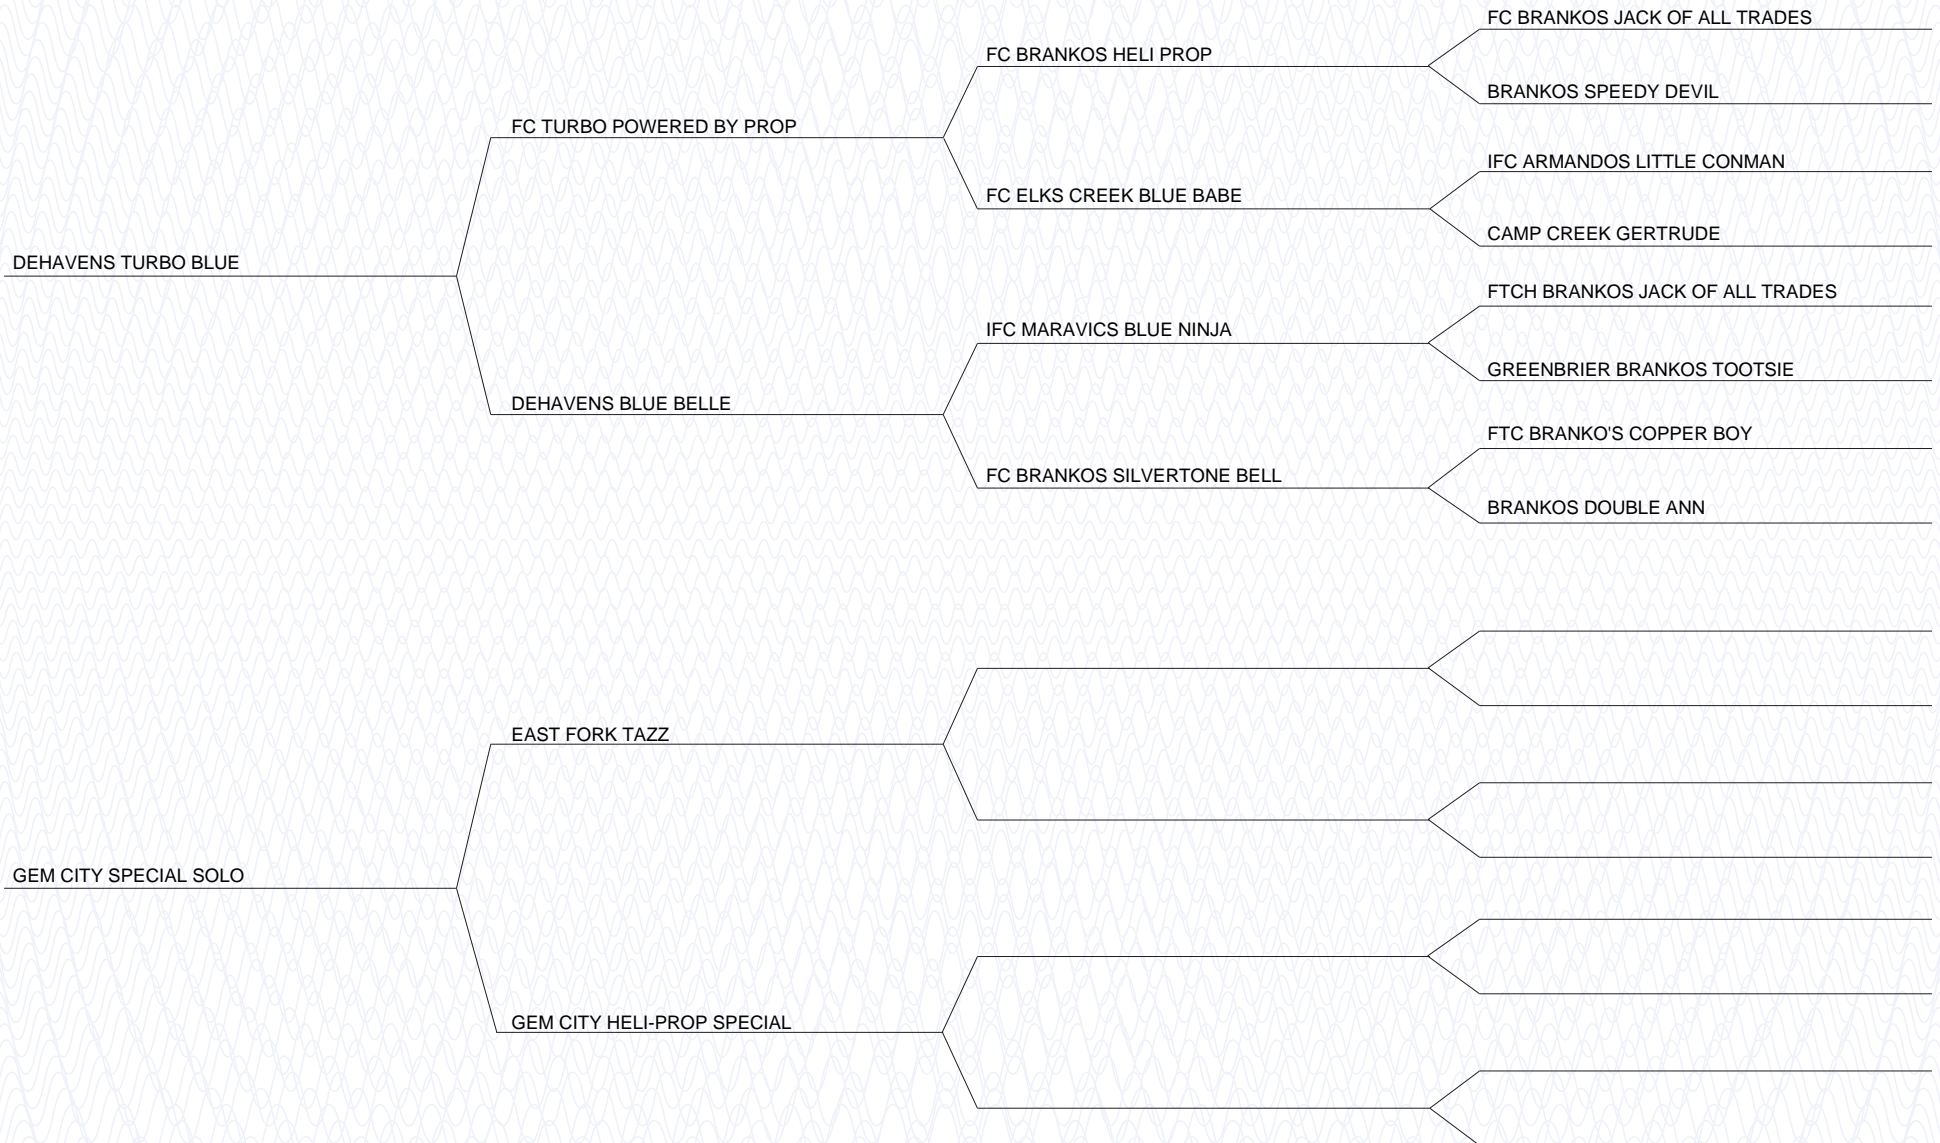 FC BRANKOS JACK OF ALL TRADES
FC BRANKOS HELI PROP
BRANKOS SPEEDY DEVIL
FC TURBO POWERED BY PROP
IFC ARMANDOS LITTLE CONMAN
FC ELKS CREEK BLUE BABE
CAMP CREEK GERTRUDE
DEHAVENS TURBO BLUE
FTCH BRANKOS JACK OF ALL TRADES
IFC MARAVICS BLUE NINJA
GREENBRIER BRANKOS TOOTSIE
DEHAVENS BLUE BELLE
FTC BRANKO'S COPPER BOY
FC BRANKOS SILVERTONE BELL
BRANKOS DOUBLE ANN
EAST FORK TAZZ
GEM CITY SPECIAL SOLO
GEM CITY HELI-PROP SPECIAL